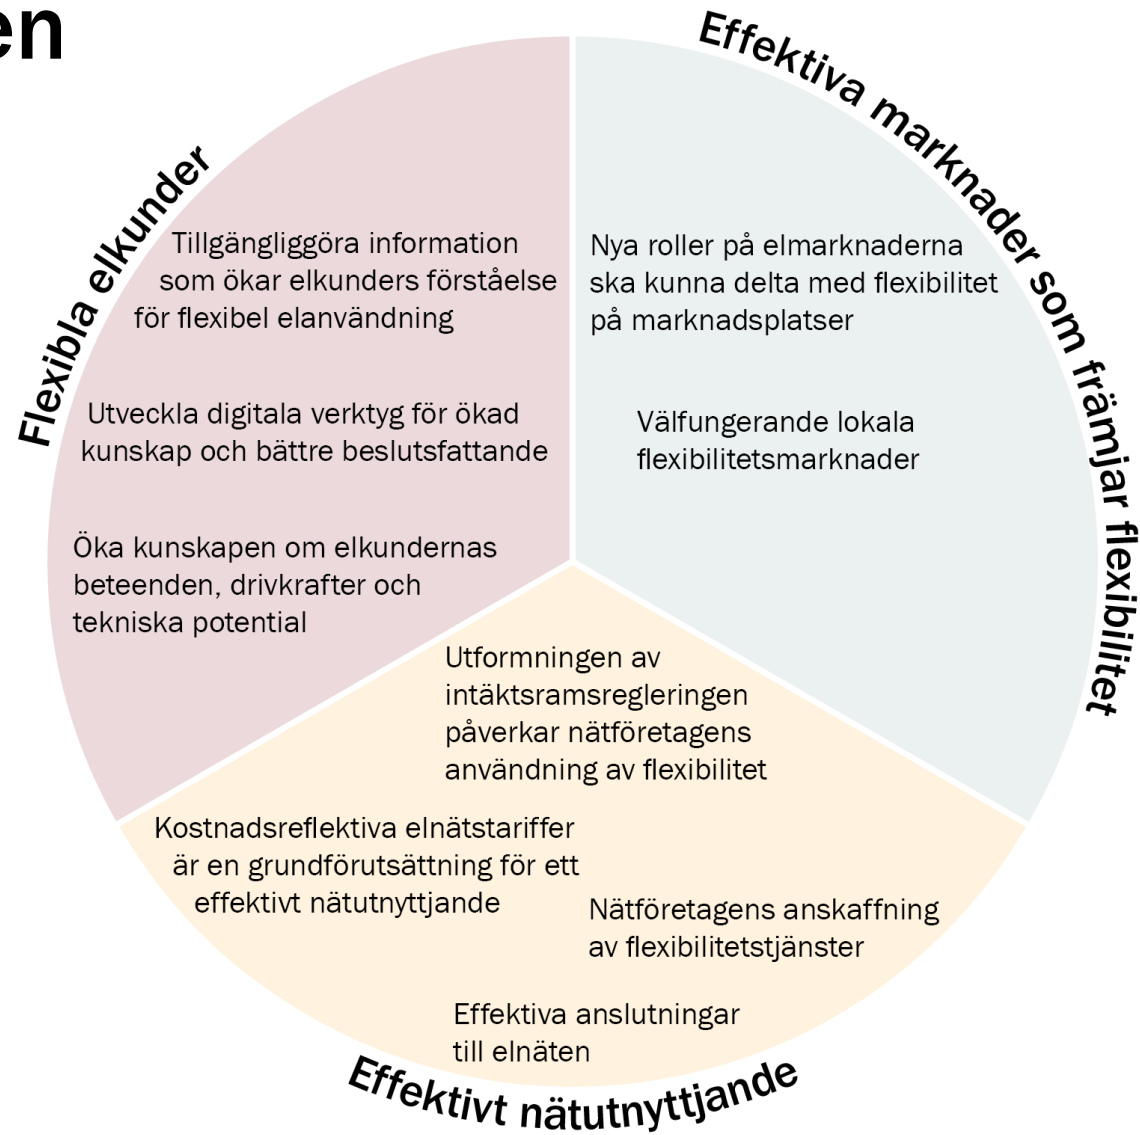 en
Flexibla elkunder
Tillgängliggöra information
som ökar elkunders förståelse
för flexibel elanvändning
Utveckla digitala verktyg för ökad
kunskap och bättre beslutsfattande
Öka kunskapen om elkundernas
beteenden, drivkrafter och
tekniska potential
Effektiva marknader som främjar flexibilitet
Nya roller på elmarknaderna
ska kunna delta med flexibilitet
på marknadsplatser
Välfungerande lokala
flexibilitetsmarknader
Utformningen av
intäktsramsregleringen
påverkar nätföretagens
användning av flexibilitet
Kostnadsreflektiva elnätstariffer
är en grundförutsättning för ett
effektivt nätutnyttjande
Nätföretagens anskaffning
av flexibilitetstjänster
Effektiva anslutningar
till elnäten
Effektivt nätutnyttjande